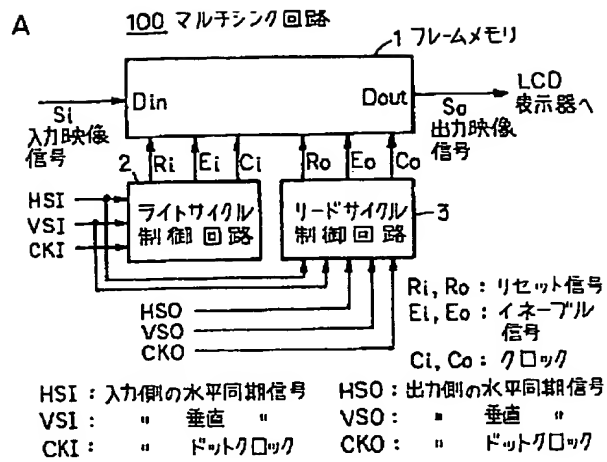 A
100 マルチシンク回路
1 フレームメモリ
Din
Dout
Si
入力映像
信号
So
出力映像
信号
LCD
表示器へ
2
Ri
Ei
Ci
Ro
Eo
Co
HSI
VSI
CKI
ライトサイクル
制御回路
リードサイクル
制御回路
3
HSO
VSO
CKO
Ri, Ro : リセット信号
Ei, Eo : イネーブル
信号
Ci, Co : クロック
HSI : 入力側の水平同期信号
VSI : 〃 垂直 〃
CKI : 〃 ドットクロック
HSO : 出力側の水平同期信号
VSO : 〃 垂直 〃
CKO : 〃 ドットクロック